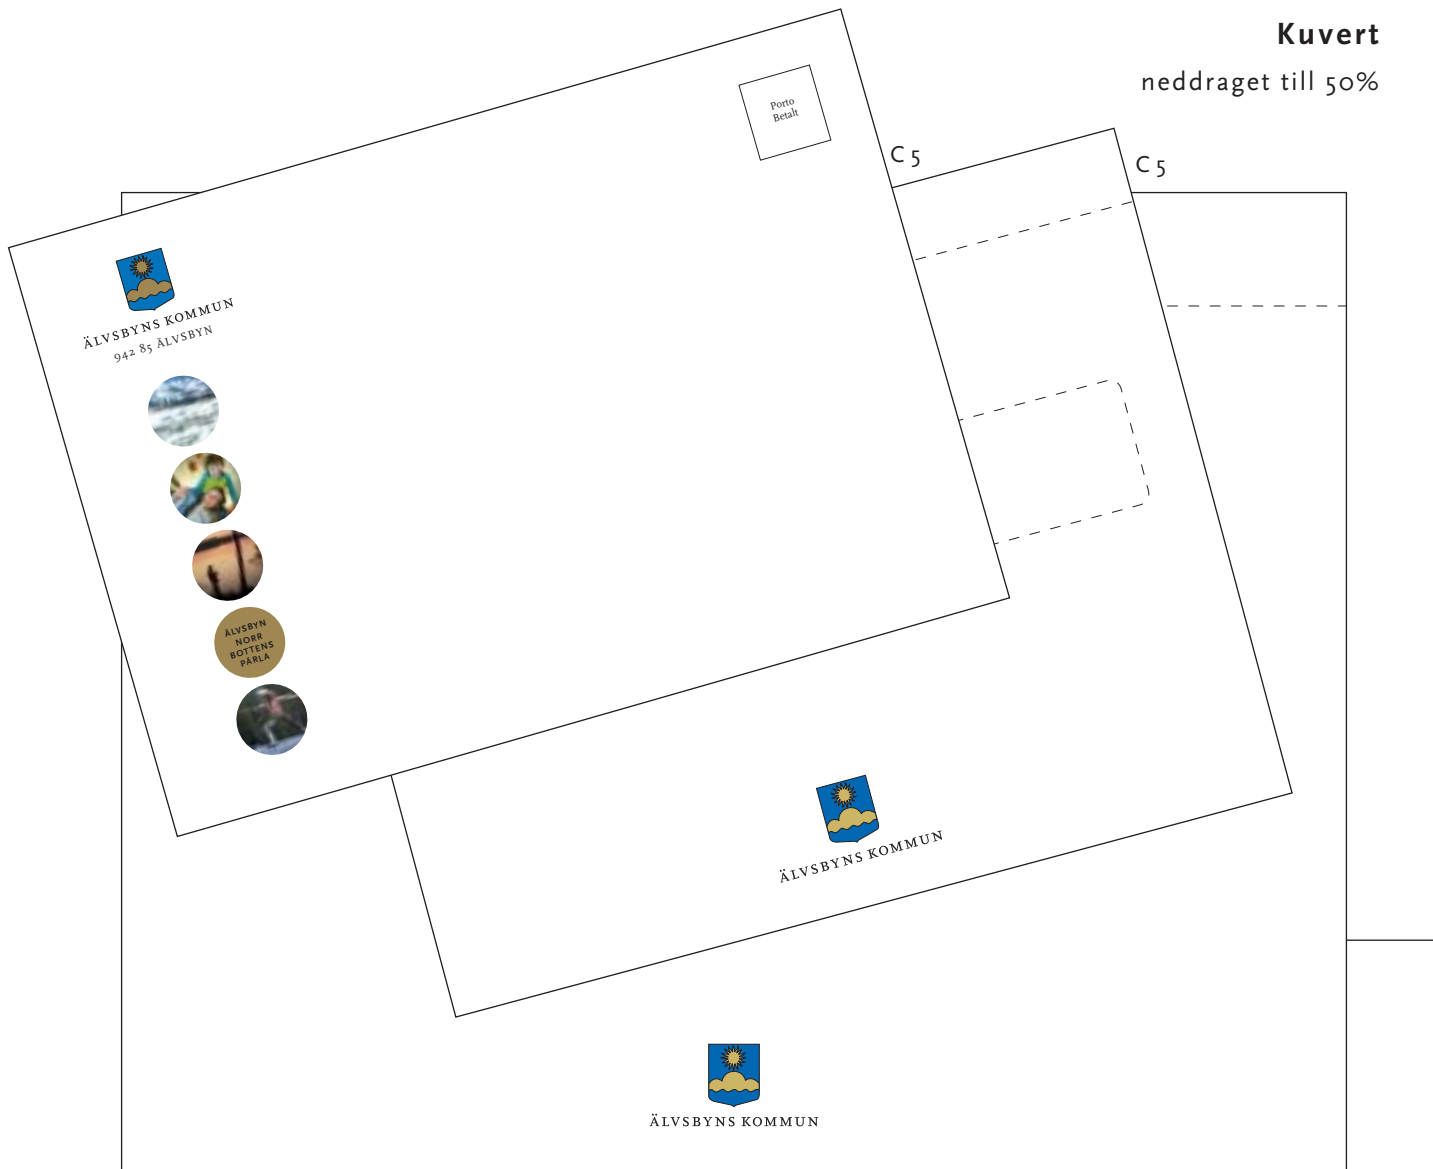 Kuvert
neddraget till 50%
Porto
Betalt
C5
C5
ÄLVSBYNS KOMMUN
942 85 ÄLVSBYN
ÄLVSBYN
NORR
BOTTENS
PÄRLA
ÄLVSBYNS KOMMUN
ÄLVSBYNS KOMMUN